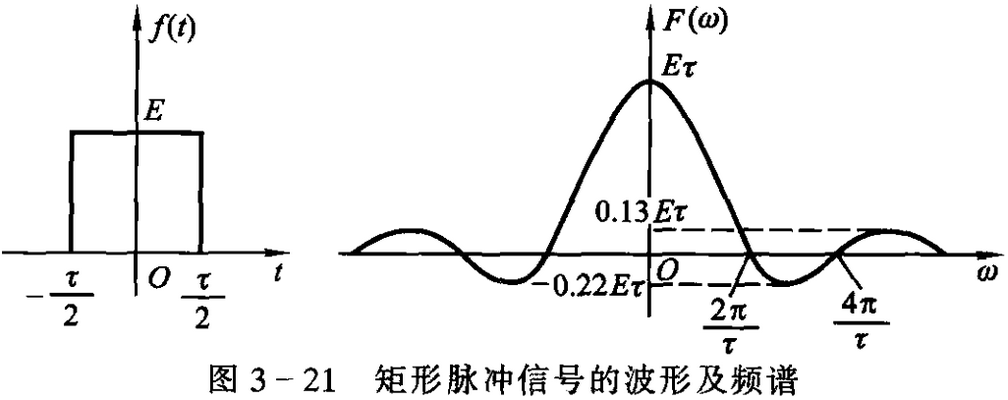 f(t)
E
-τ/2
O
τ/2
t
F(ω)
Eτ
0.13Eτ
-0.22Eτ
O
2π/τ
4π/τ
ω
图 3-21 矩形脉冲信号的波形及频谱